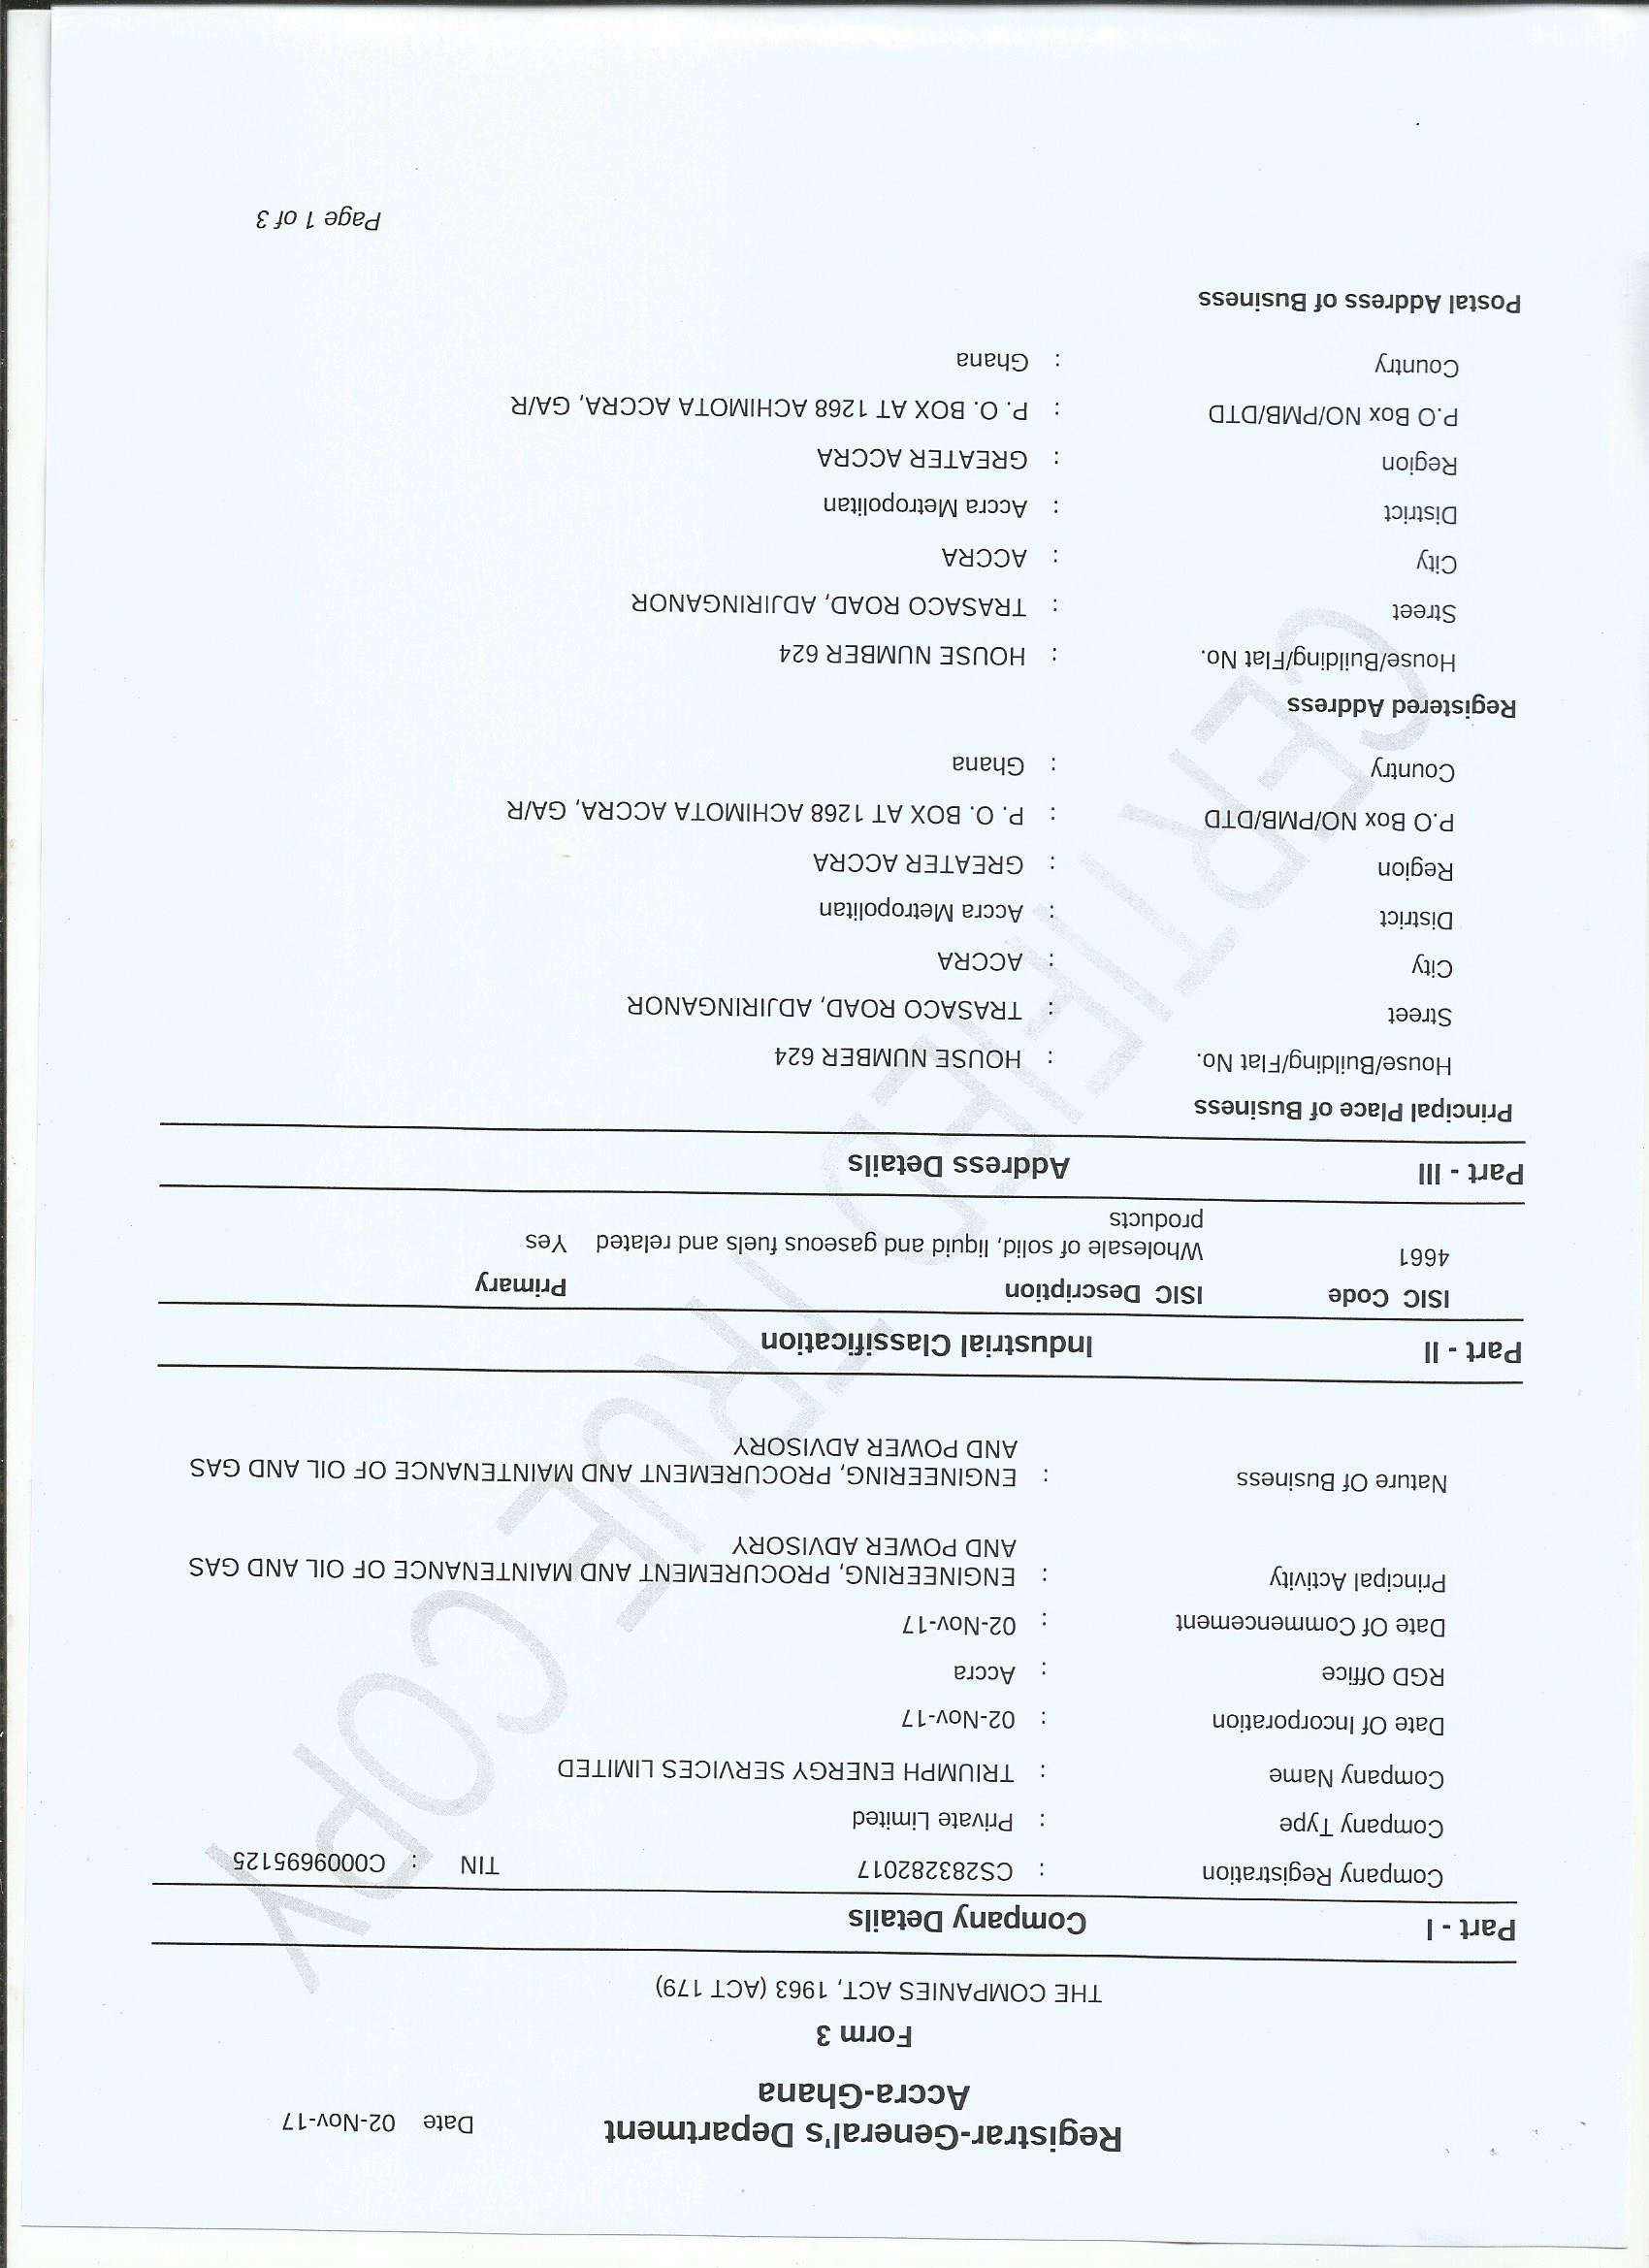 Registrar-General's Department
Date 02-Nov-17
Accra-Ghana
Form 3
THE COMPANIES ACT, 1963 (ACT 179)
Part - I Company Details
Company Registration : CS283282017 TIN : C0009695125
Company Type : Private Limited
Company Name : TRIUMPH ENERGY SERVICES LIMITED
Date Of Incorporation : 02-Nov-17
RGD Office : Accra
Date Of Commencement : 02-Nov-17
Principal Activity : ENGINEERING, PROCUREMENT AND MAINTENANCE OF OIL AND GAS
AND POWER ADVISORY
Nature Of Business : ENGINEERING, PROCUREMENT AND MAINTENANCE OF OIL AND GAS
AND POWER ADVISORY
Part - II Industrial Classification
ISIC Code ISIC Description Primary
4661 Wholesale of solid, liquid and gaseous fuels and related Yes
products
Part - III Address Details
Principal Place of Business
House/Building/Flat No. : HOUSE NUMBER 624
Street : TRASACO ROAD, ADJIRINGANOR
City : ACCRA
District : Accra Metropolitan
Region : GREATER ACCRA
P.O Box NO/PMB/DTD : P. O. BOX AT 1268 ACHIMOTA ACCRA, GA/R
Country : Ghana
Registered Address
House/Building/Flat No. : HOUSE NUMBER 624
Street : TRASACO ROAD, ADJIRINGANOR
City : ACCRA
District : Accra Metropolitan
Region : GREATER ACCRA
P.O Box NO/PMB/DTD : P. O. BOX AT 1268 ACHIMOTA ACCRA, GA/R
Country : Ghana
Postal Address of Business
Page 1 of 3
CERTIFIED TRUE COPY